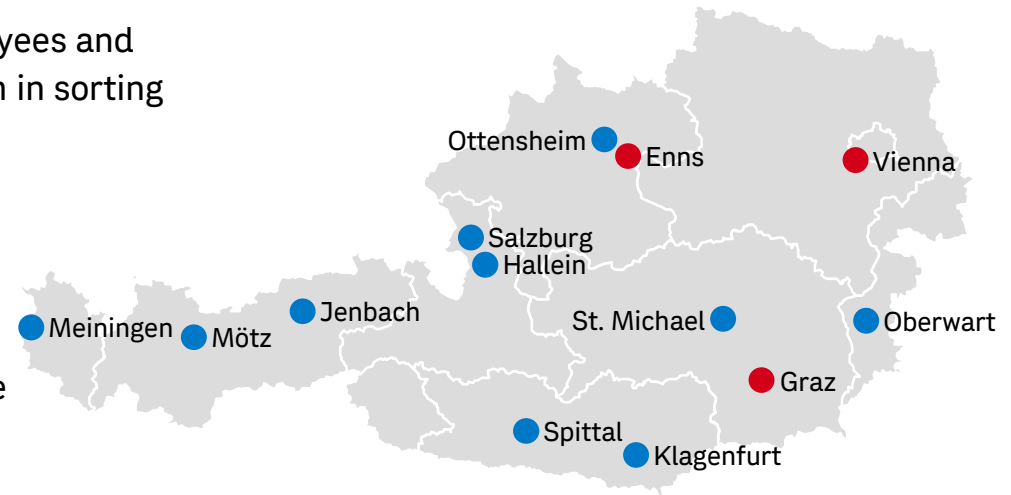 yees and
in sorting
Ottensheim
Enns
Vienna
Salzburg
Hallein
Jenbach
Meiningen
Mötz
St. Michael
Oberwart
Graz
Spittal
Klagenfurt